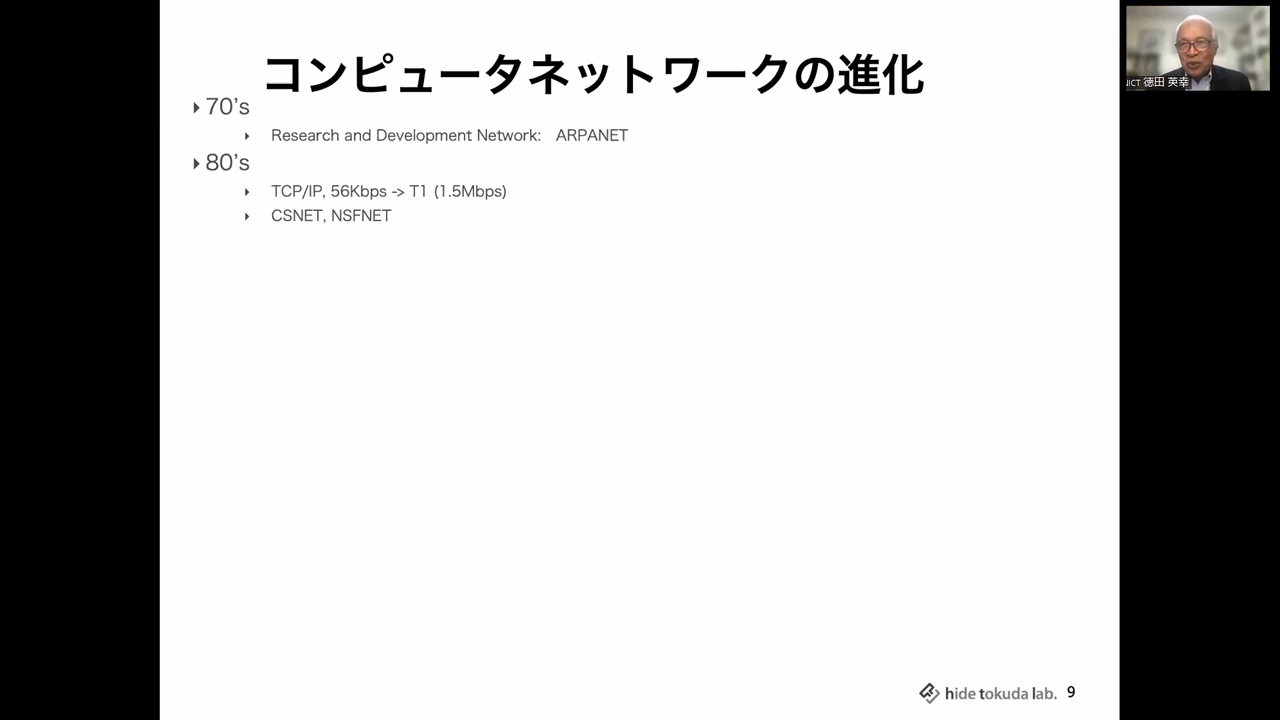 コンピュータネットワークの進化
70's
Research and Development Network: ARPANET
80's
TCP/IP, 56Kbps -> T1 (1.5Mbps)
CSNET, NSFNET
hide tokuda lab. 9
NICT 徳田 英幸